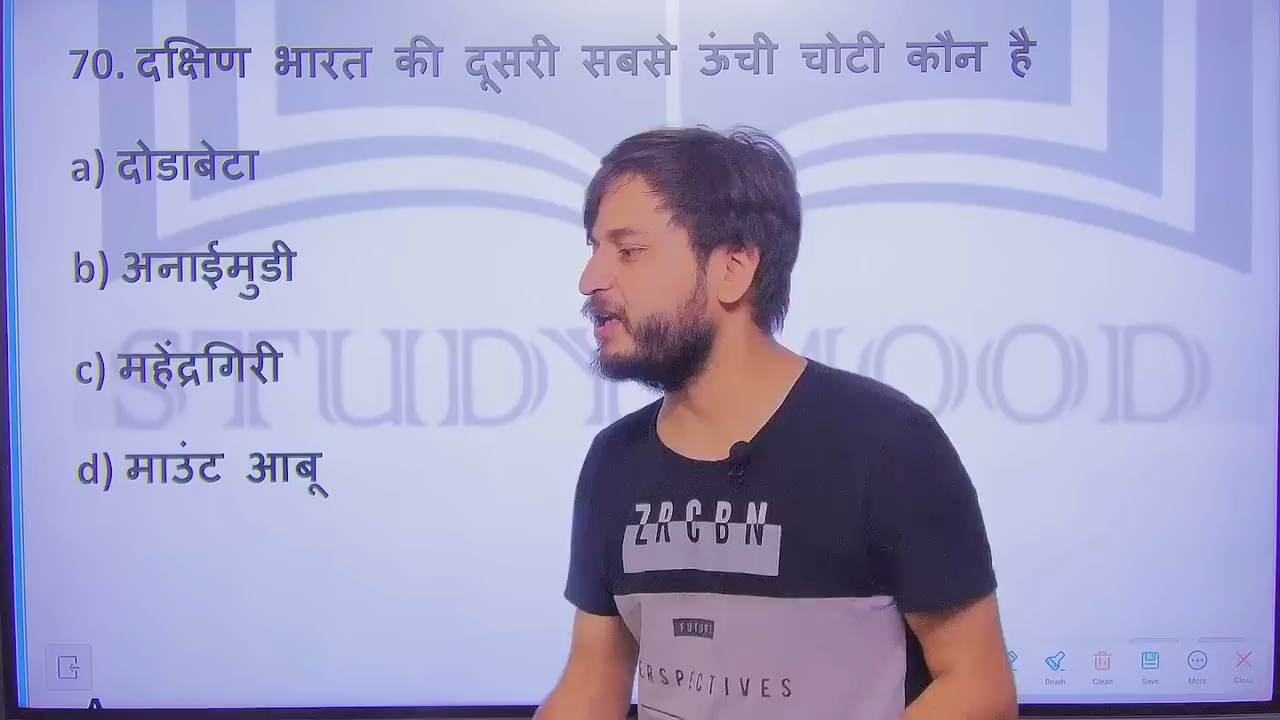 70. दक्षिण भारत की दूसरी सबसे ऊंची चोटी कौन है
a) दोडाबेटा
b) अनाईमुडी
c) महेंद्रगिरी
d) माउंट आबू
STUDY MOOD
ZRCBN
FUTURE
ERSPECTIVES
Brush Clean Save More Close